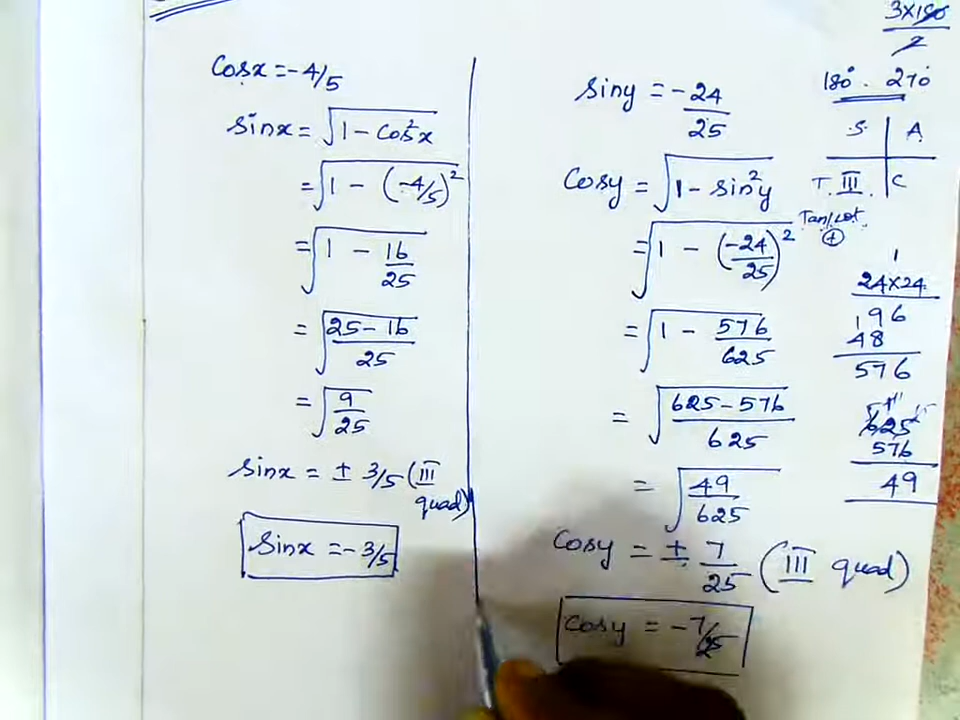 Cosx = -4/5
Sinx = √1 - Cos²x
= √1 - (-4/5)²
= √1 - 16/25
= √25-16/25
= √9/25
Sinx = ± 3/5 (III
quad)
Sinx = -3/5
Siny = -24/25
Cosy = √1 - Sin²y
= √1 - (-24/25)²
= √1 - 576/625
= √625-576/625
= √49/625
Cosy = ± 7/25 (III quad)
Cosy = -7/25
3×180/2
180° - 270°
S A
T. III. C
Tan/cot
+
1
24×24
196
48
576
625
576
49